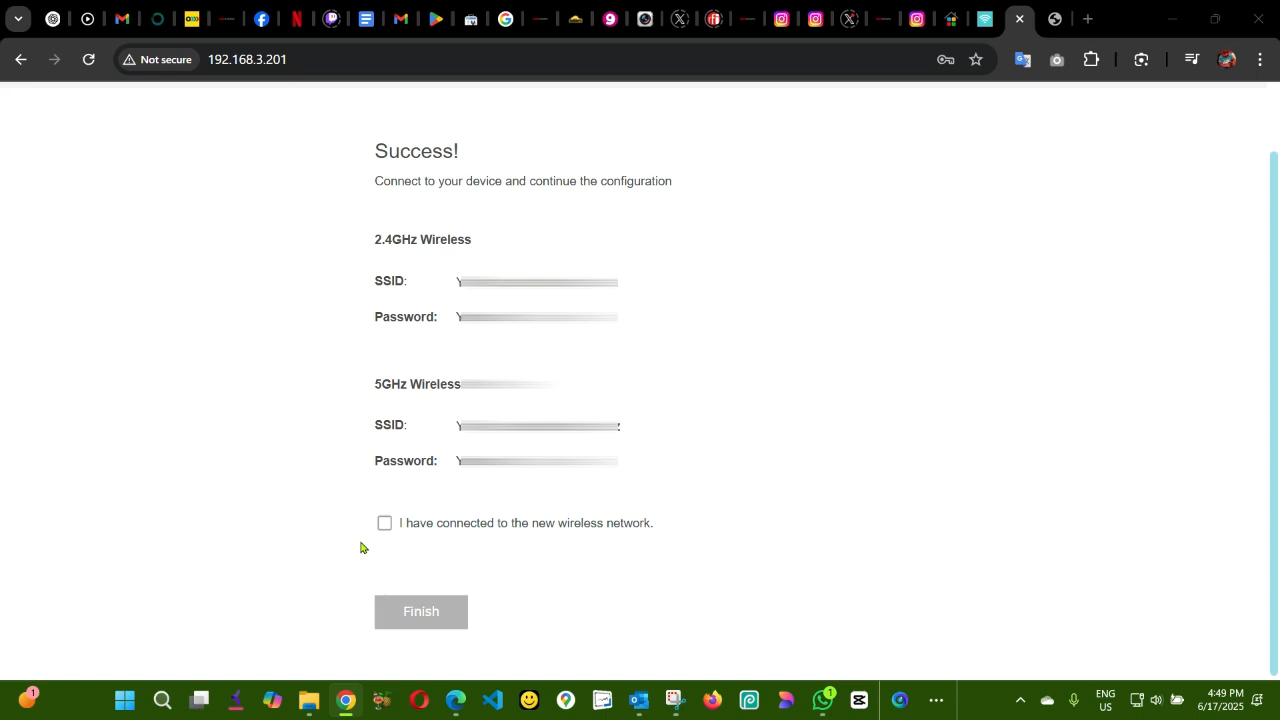 Not secure
192.168.3.201
Success!
Connect to your device and continue the configuration
2.4GHz Wireless
SSID:
Password:
5GHz Wireless
SSID:
Password:
I have connected to the new wireless network.
Finish
1
1
ENG
US
4:49 PM
6/17/2025